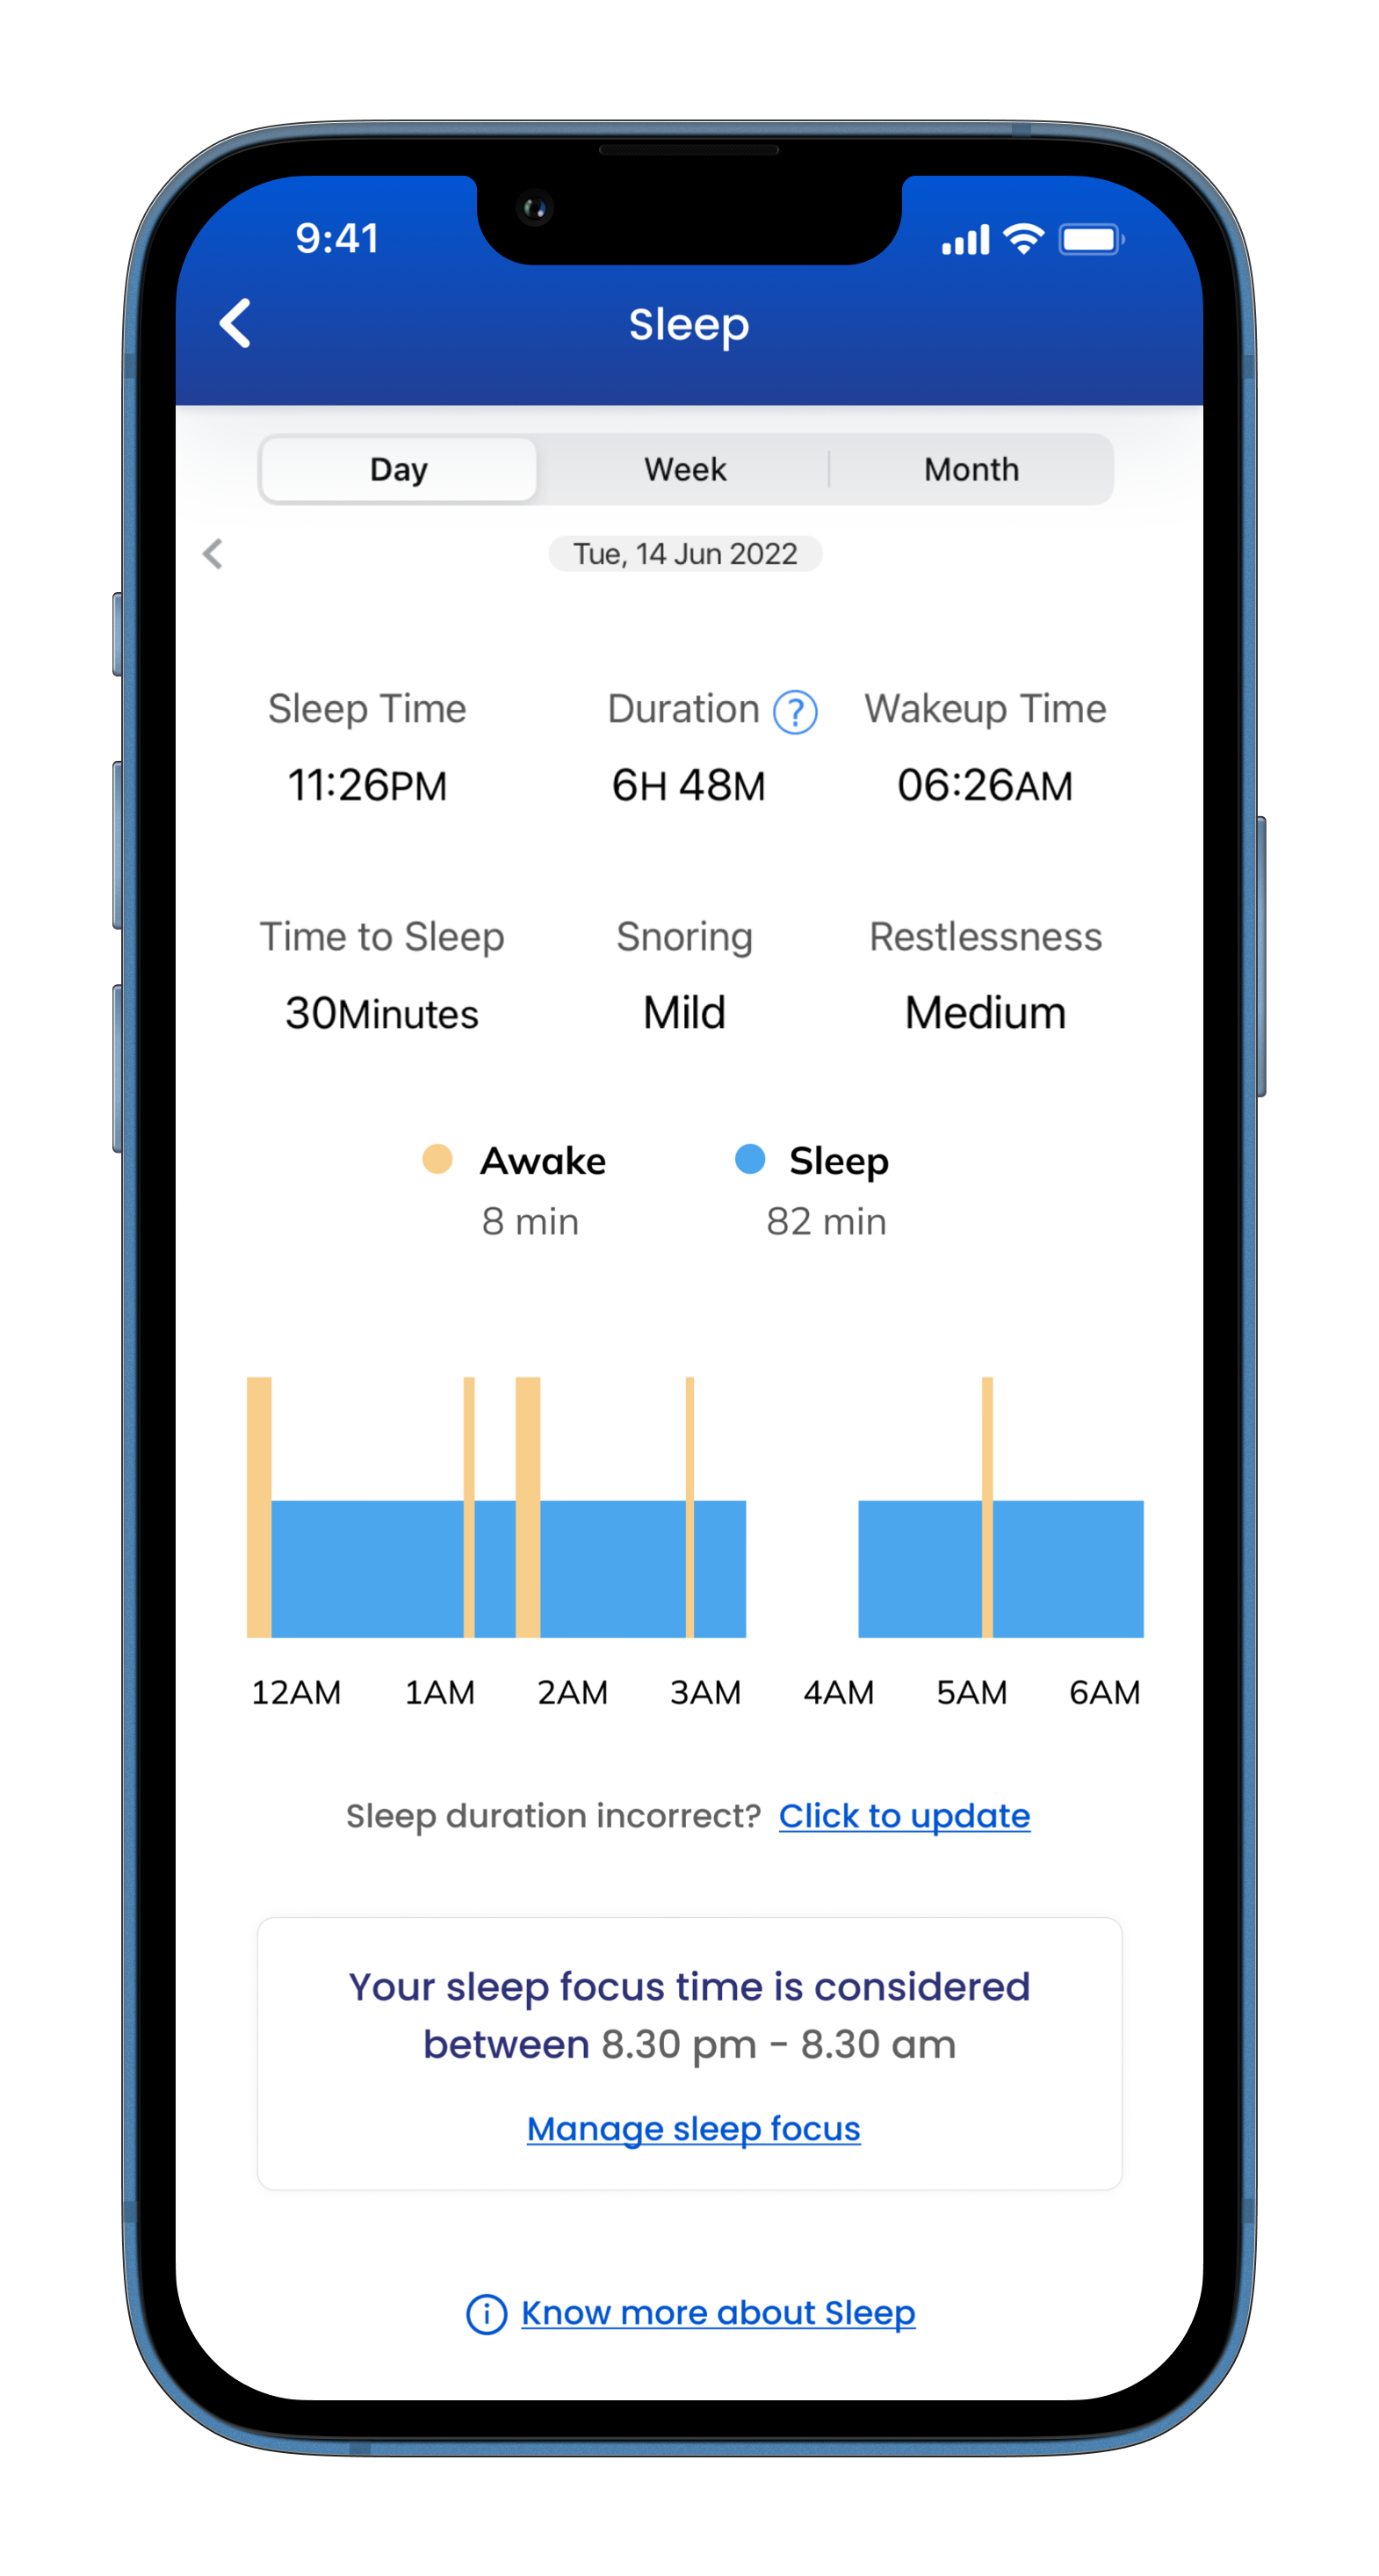 9:41
Sleep
Day Week Month
Tue, 14 Jun 2022
Sleep Time Duration ? Wakeup Time
11:26PM 6H 48M 06:26AM
Time to Sleep Snoring Restlessness
30Minutes Mild Medium
Awake Sleep
8 min 82 min
12AM 1AM 2AM 3AM 4AM 5AM 6AM
Sleep duration incorrect? Click to update
Your sleep focus time is considered
between 8.30 pm - 8.30 am
Manage sleep focus
i Know more about Sleep